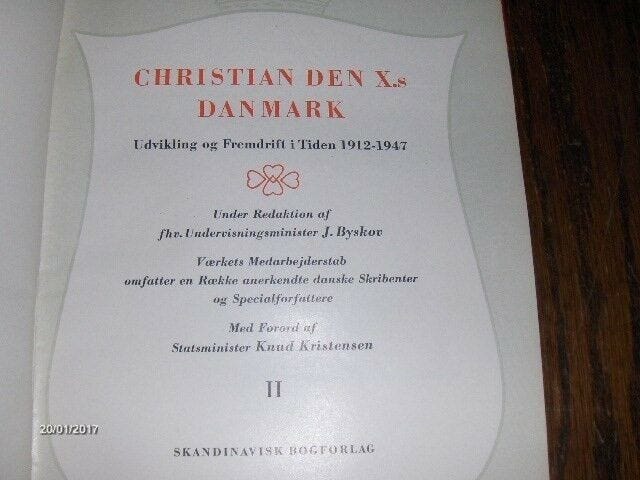 CHRISTIAN DEN X.s
DANMARK
Udvikling og Fremdrift i Tiden 1912-1947
Under Redaktion af
fhv. Undervisningsminister J. Byskov
Værkets Medarbejderstab
omfatter en Række anerkendte danske Skribenter
og Specialforfattere
Med Forord af
Statsminister Knud Kristensen
II
20/01/2017
SKANDINAVISK BOGFORLAG